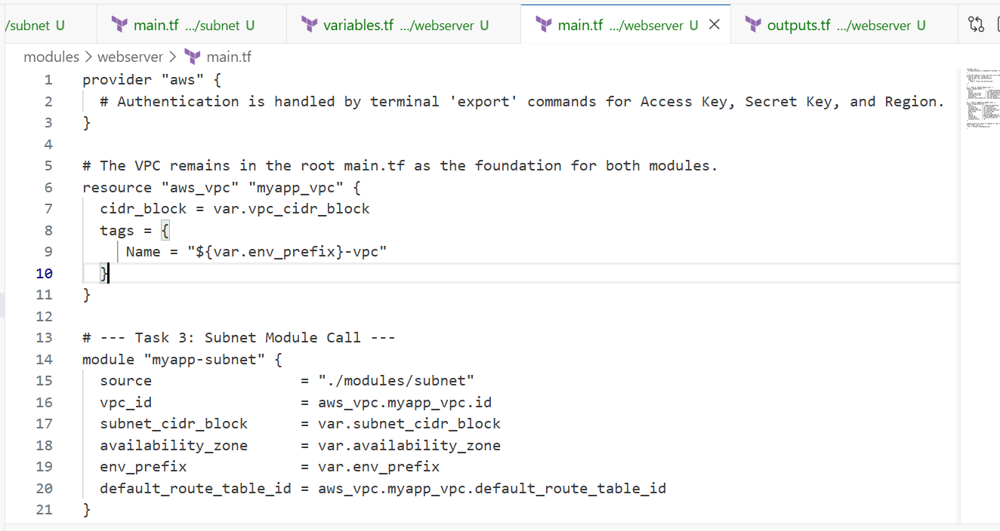 /subnet U main.tf .../subnet U variables.tf .../webserver U main.tf .../webserver U outputs.tf .../webserver U
modules > webserver > main.tf
1 provider "aws" {
2   # Authentication is handled by terminal 'export' commands for Access Key, Secret Key, and Region.
3 }
4
5 # The VPC remains in the root main.tf as the foundation for both modules.
6 resource "aws_vpc" "myapp_vpc" {
7   cidr_block = var.vpc_cidr_block
8   tags = {
9     Name = "${var.env_prefix}-vpc"
10   }
11 }
12
13 # --- Task 3: Subnet Module Call ---
14 module "myapp-subnet" {
15   source                 = "./modules/subnet"
16   vpc_id                 = aws_vpc.myapp_vpc.id
17   subnet_cidr_block      = var.subnet_cidr_block
18   availability_zone      = var.availability_zone
19   env_prefix             = var.env_prefix
20   default_route_table_id = aws_vpc.myapp_vpc.default_route_table_id
21 }